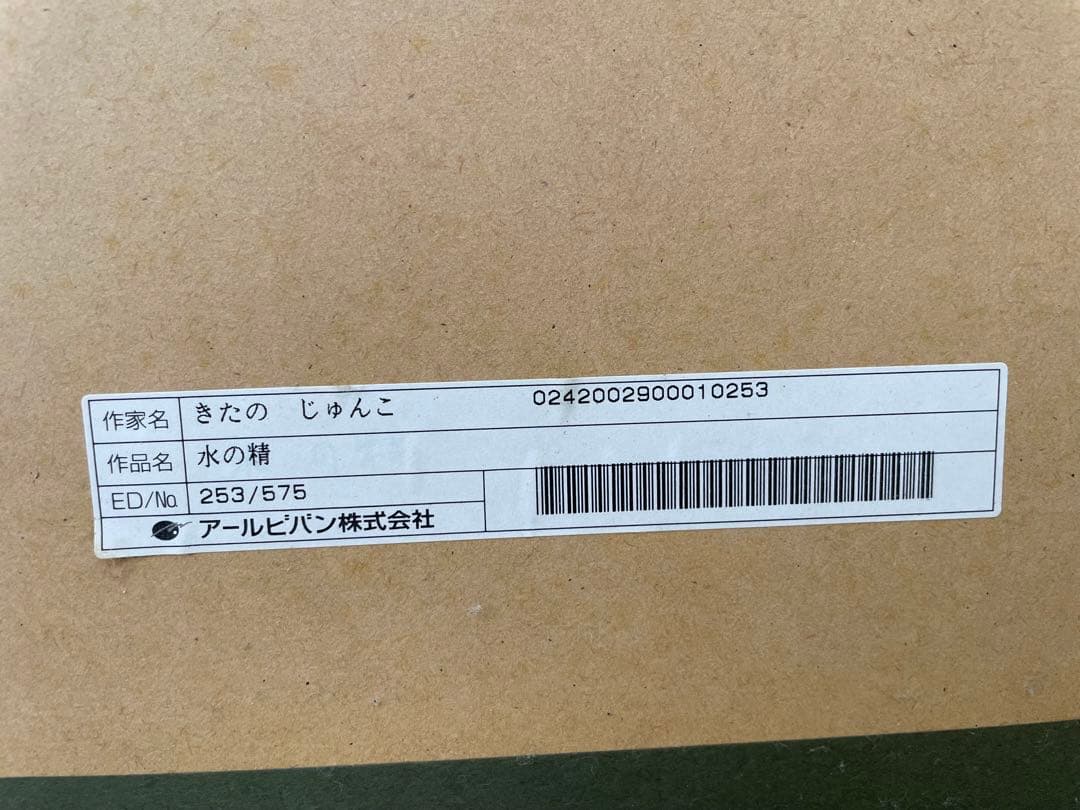 作家名 きたの じゅんこ 0242002900010253
作品名 水の精
ED/No. 253/575
アールビバン株式会社